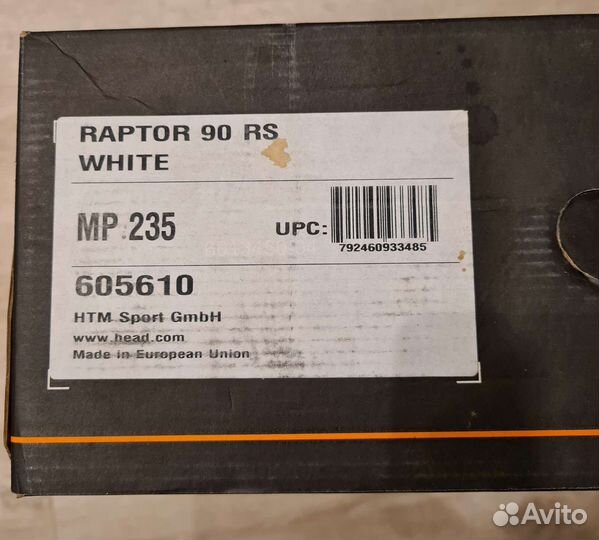 RAPTOR 90 RS
WHITE
MP 235
UPC:
792460933485
605610
HTM Sport GmbH
www.head.com
Made in European Union
Avito